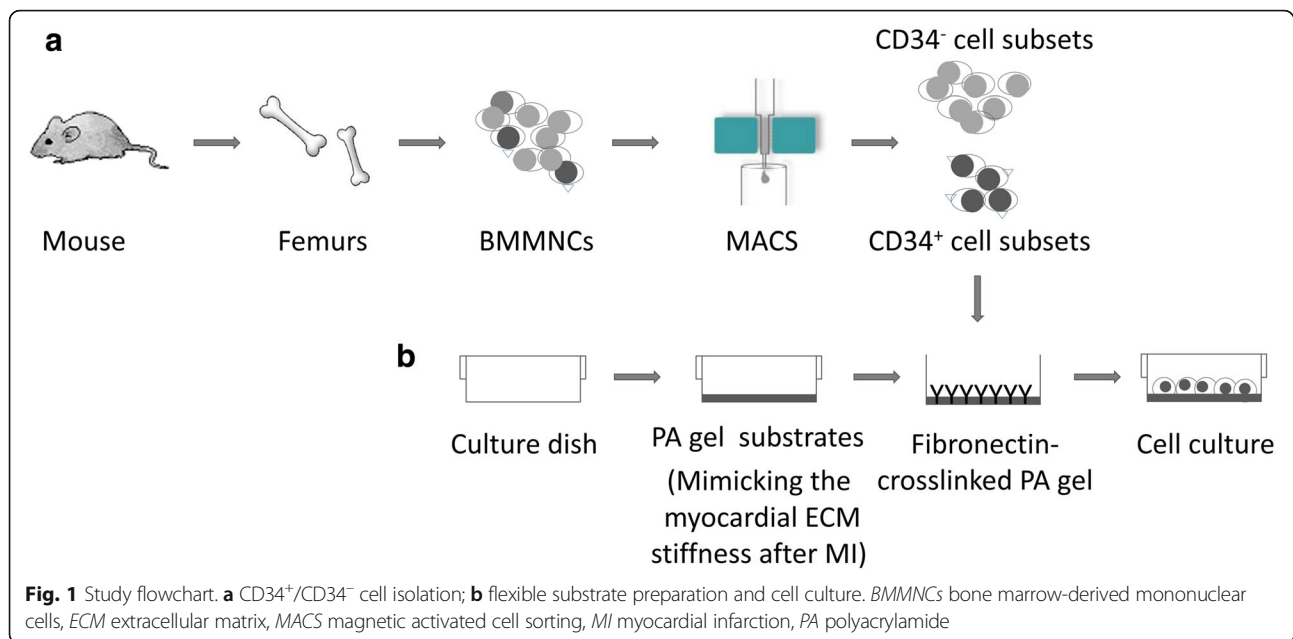 a
CD34⁻ cell subsets
Mouse
Femurs
BMMNCs
MACS
CD34⁺ cell subsets
b
Culture dish
PA gel substrates
(Mimicking the
myocardial ECM
stiffness after MI)
Fibronectin-
crosslinked PA gel
Cell culture
Fig. 1 Study flowchart. a CD34⁺/CD34⁻ cell isolation; b flexible substrate preparation and cell culture. BMMNCs bone marrow-derived mononuclear
cells, ECM extracellular matrix, MACS magnetic activated cell sorting, MI myocardial infarction, PA polyacrylamide